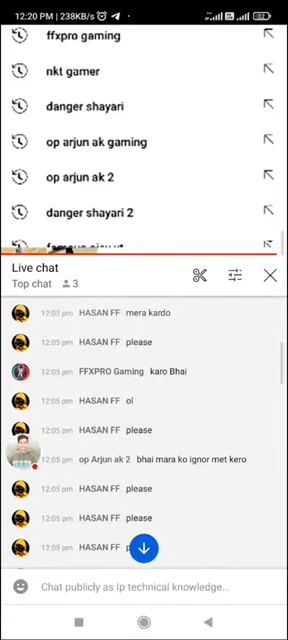 12:20 PM | 238KB/s
32
ffxpro gaming
nkt gamer
danger shayari
op arjun ak gaming
op arjun ak 2
danger shayari 2
Live chat
Top chat 3
12:05 pm HASAN FF mera kardo
12:05 pm HASAN FF please
12:05 pm FFXPRO Gaming karo Bhai
12:05 pm HASAN FF ol
12:05 pm HASAN FF please
12:05 pm op Arjun ak 2 bhai mara ko ignor met kero
12:05 pm HASAN FF please
12:05 pm HASAN FF please
12:05 pm HASAN FF
Chat publicly as Ip technical knowledge...